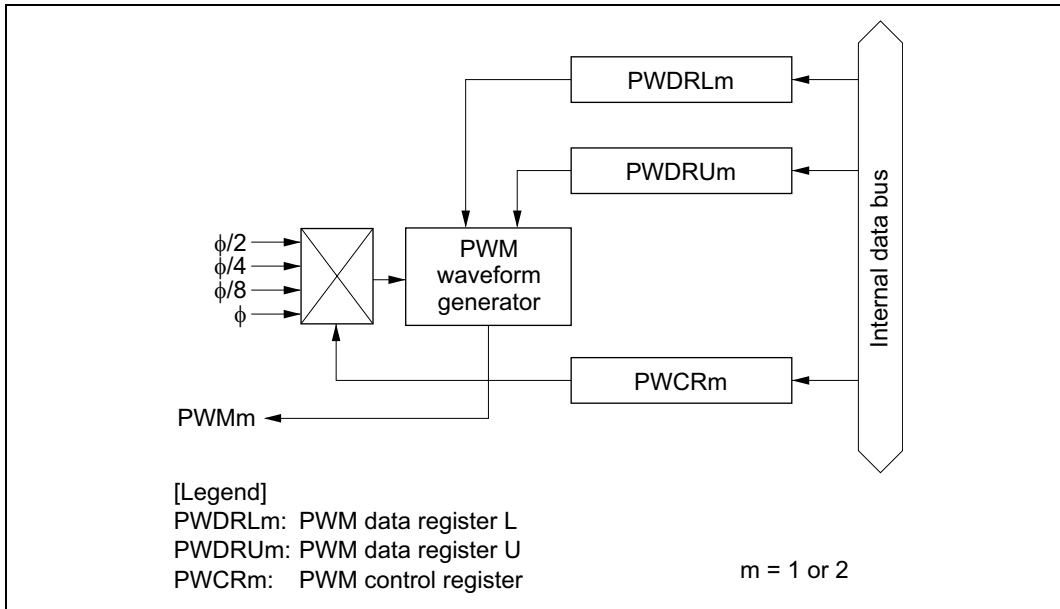 PWDRLm
PWDRUm
Internal data bus
ϕ/2
ϕ/4
ϕ/8
ϕ
PWM
waveform
generator
PWCRm
PWMm
[Legend]
PWDRLm: PWM data register L
PWDRUm: PWM data register U
PWCRm: PWM control register
m = 1 or 2